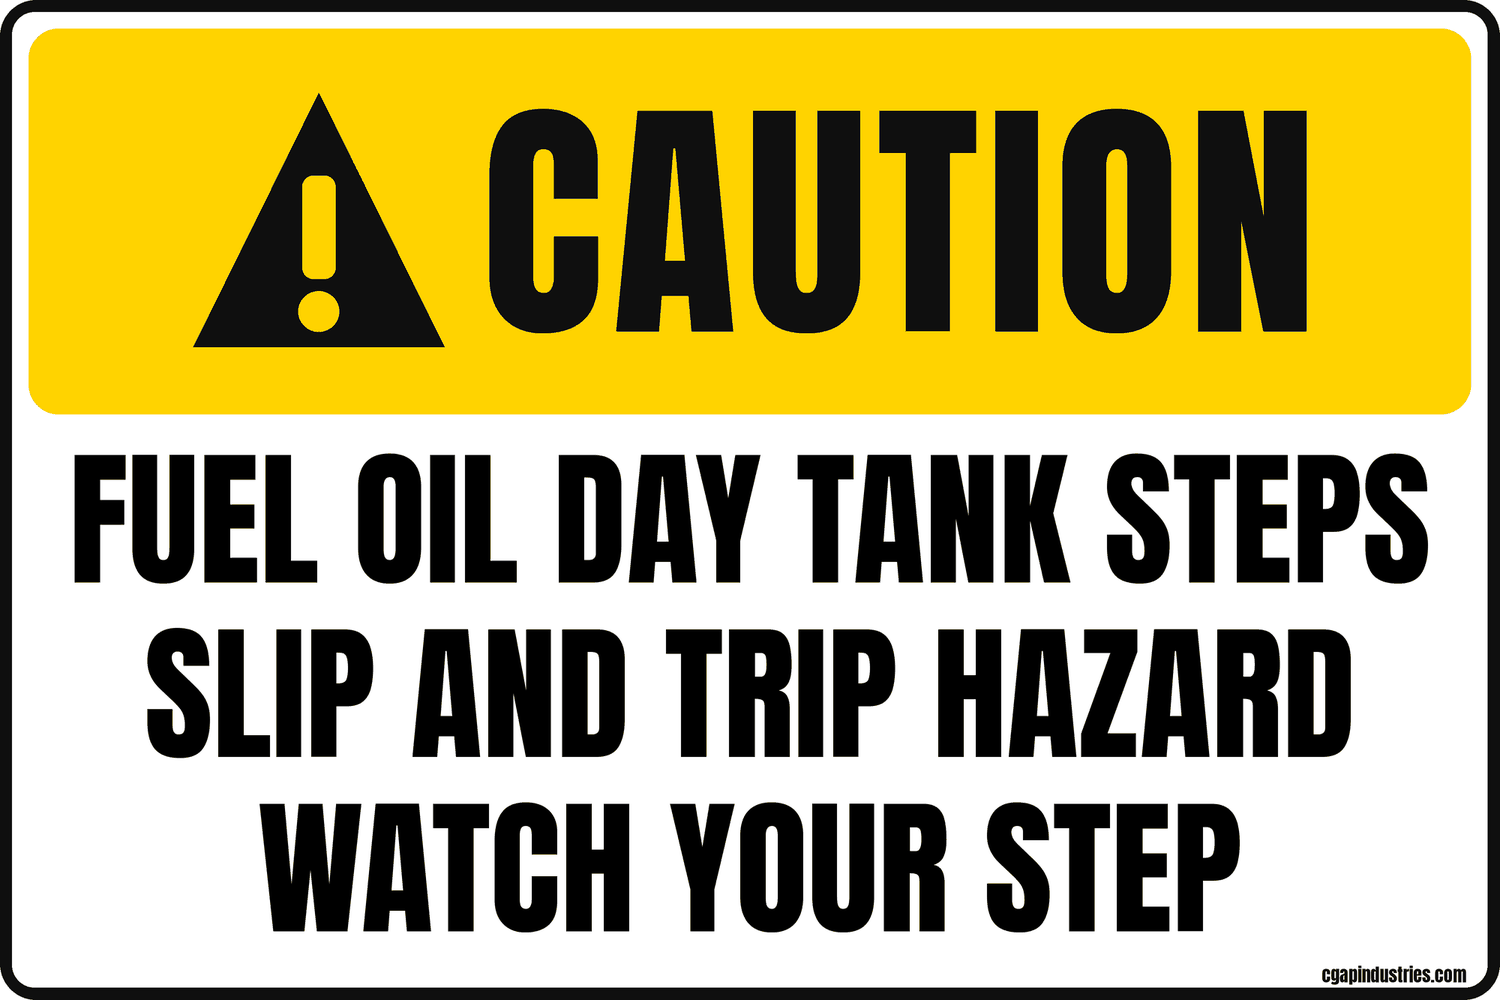 CAUTION
FUEL OIL DAY TANK STEPS
SLIP AND TRIP HAZARD
WATCH YOUR STEP
cgapindustries.com